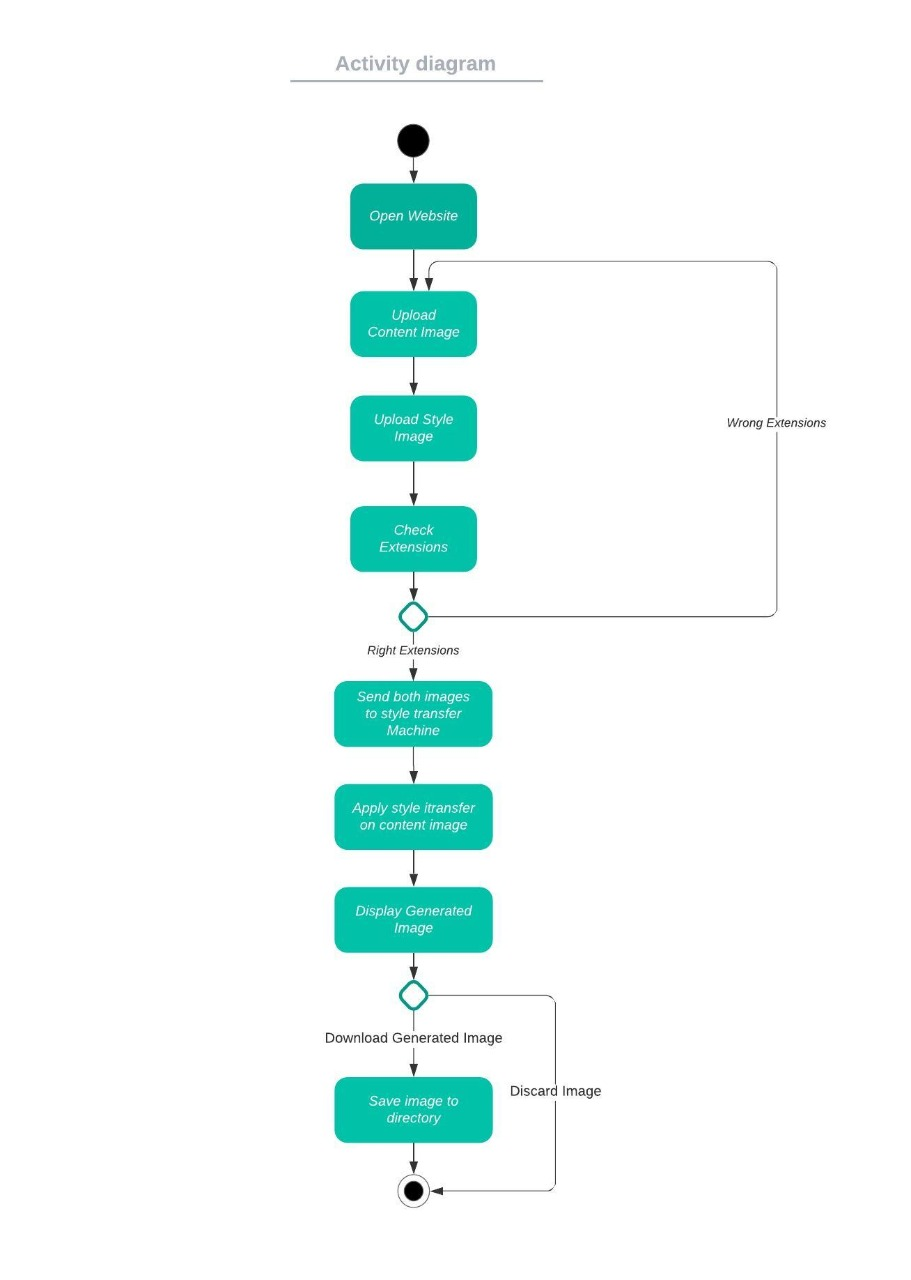 Activity diagram
Open Website
Upload
Content Image
Upload Style
Image
Wrong Extensions
Check
Extensions
Right Extensions
Send both images
to style transfer
Machine
Apply style itransfer
on content image
Display Generated
Image
Download Generated Image
Discard Image
Save image to
directory